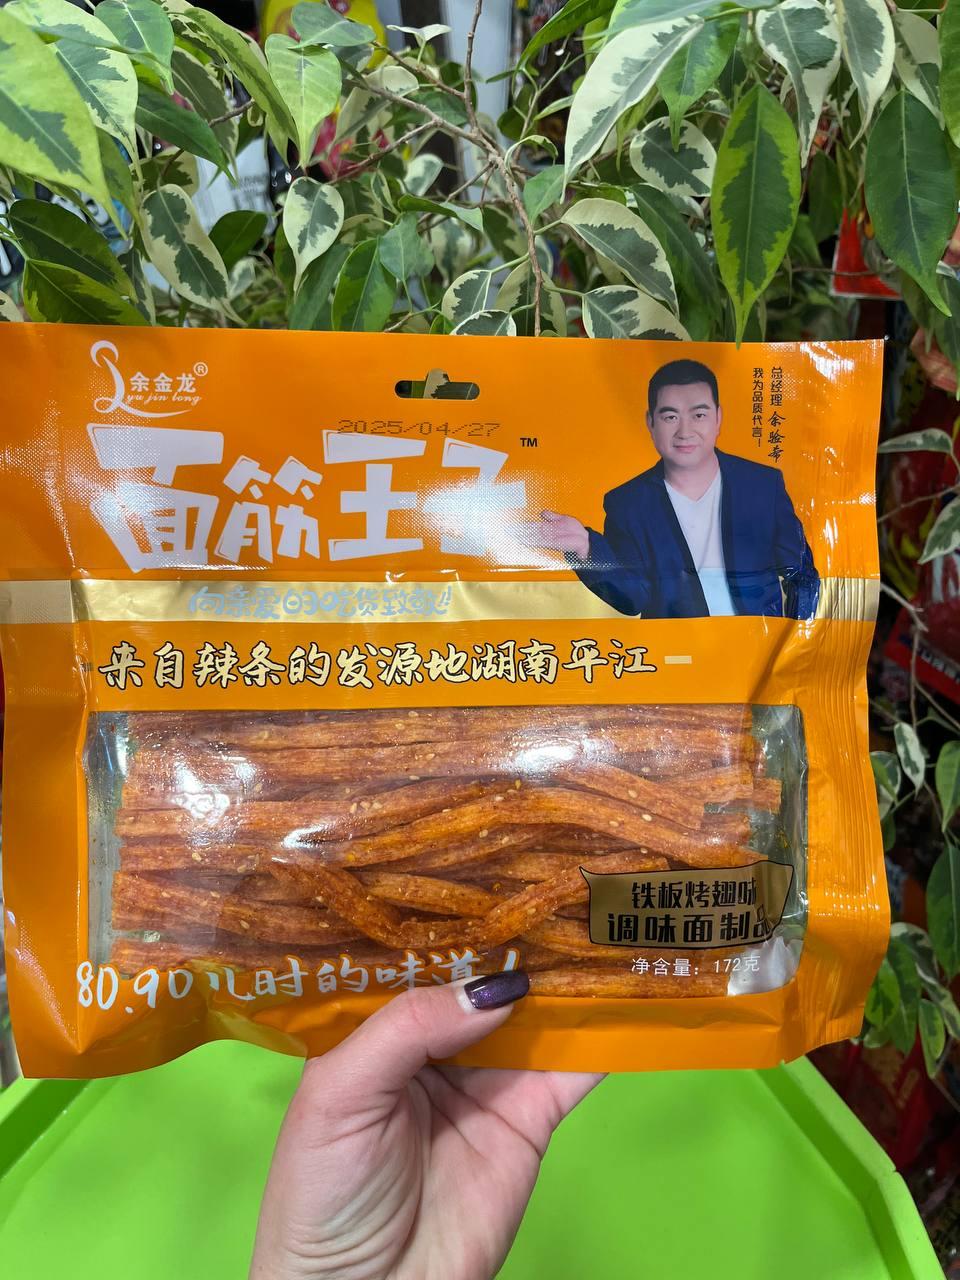 余金龙®
yu jin long
2025/04/27
面筋王子™
总经理
我为品质代言!
向亲爱的吃货致敬!!
来自辣条的发源地湖南平江
铁板烤翅味
调味面制品
80.90儿时的味道!
净含量:172克